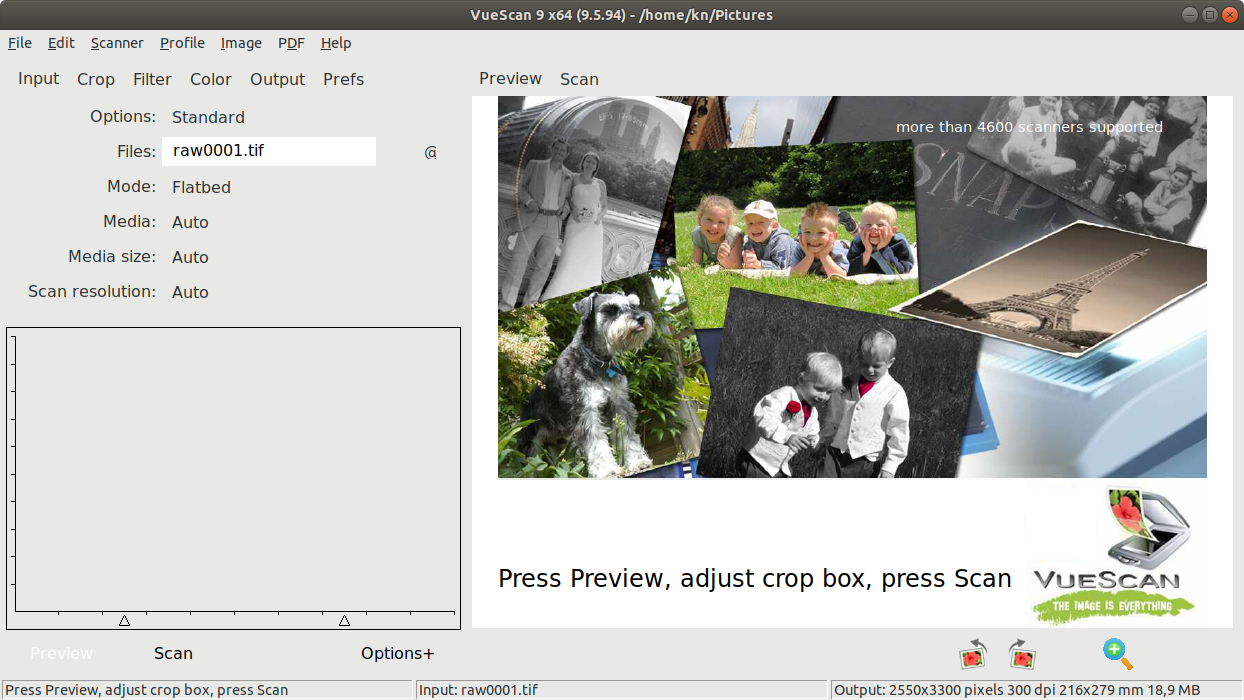 VueScan 9 x64 (9.5.94) - /home/kn/Pictures
File Edit Scanner Profile Image PDF Help
Input Crop Filter Color Output Prefs
Options: Standard
Files: raw0001.tif @
Mode: Flatbed
Media: Auto
Media size: Auto
Scan resolution: Auto
Preview Scan Options+
Preview Scan
more than 4600 scanners supported
SNAP
Press Preview, adjust crop box, press Scan
VUESCAN
THE IMAGE IS EVERYTHING
Press Preview, adjust crop box, press Scan
Input: raw0001.tif
Output: 2550x3300 pixels 300 dpi 216x279 mm 18,9 MB